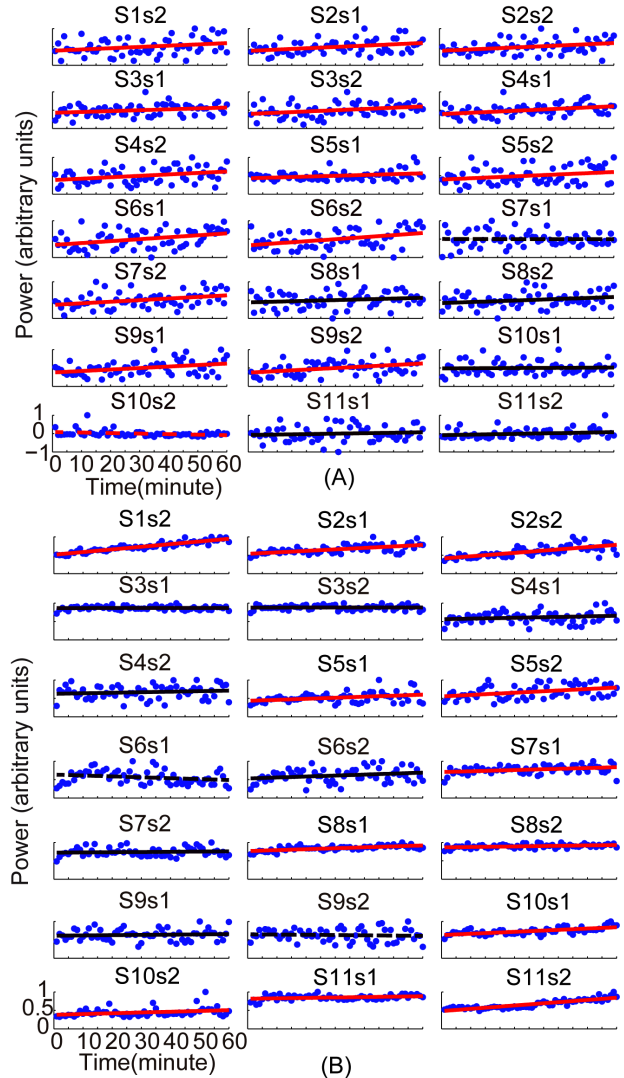 S1s2 S2s1 S2s2
S3s1 S3s2 S4s1
S4s2 S5s1 S5s2
S6s1 S6s2 S7s1
S7s2 S8s1 S8s2
S9s1 S9s2 S10s1
S10s2 S11s1 S11s2
Power (arbitrary units)
1
0
−1
0 10 20 30 40 50 60
Time(minute)
(A)
S1s2 S2s1 S2s2
S3s1 S3s2 S4s1
S4s2 S5s1 S5s2
S6s1 S6s2 S7s1
S7s2 S8s1 S8s2
S9s1 S9s2 S10s1
S10s2 S11s1 S11s2
Power (arbitrary units)
1
0.5
0
0 10 20 30 40 50 60
Time(minute)
(B)